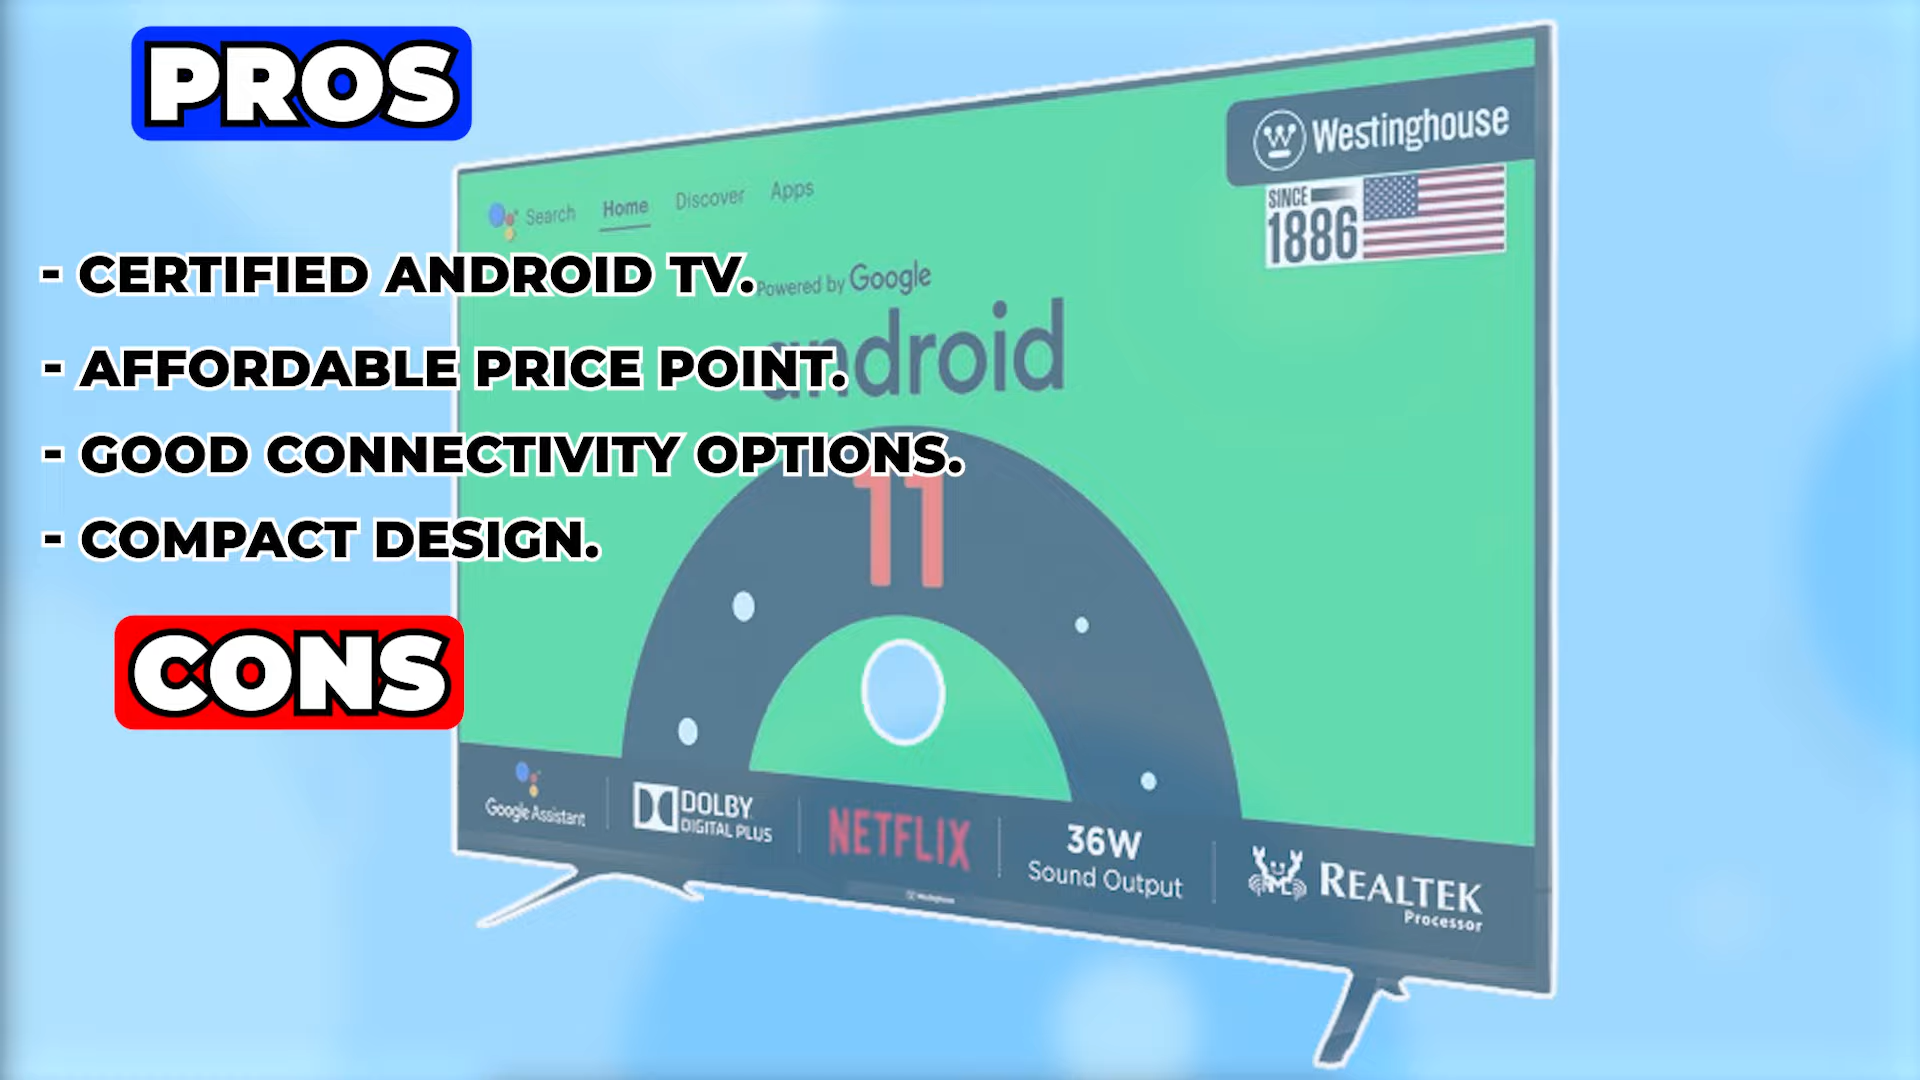 PROS
Westinghouse
SINCE
1886
Search Home Discover Apps
- CERTIFIED ANDROID TV.
Powered by Google
android
- AFFORDABLE PRICE POINT.
- GOOD CONNECTIVITY OPTIONS.
11
- COMPACT DESIGN.
CONS
Google Assistant
DOLBY
DIGITAL PLUS
NETFLIX
36W
Sound Output
REALTEK
Processor
Westinghouse